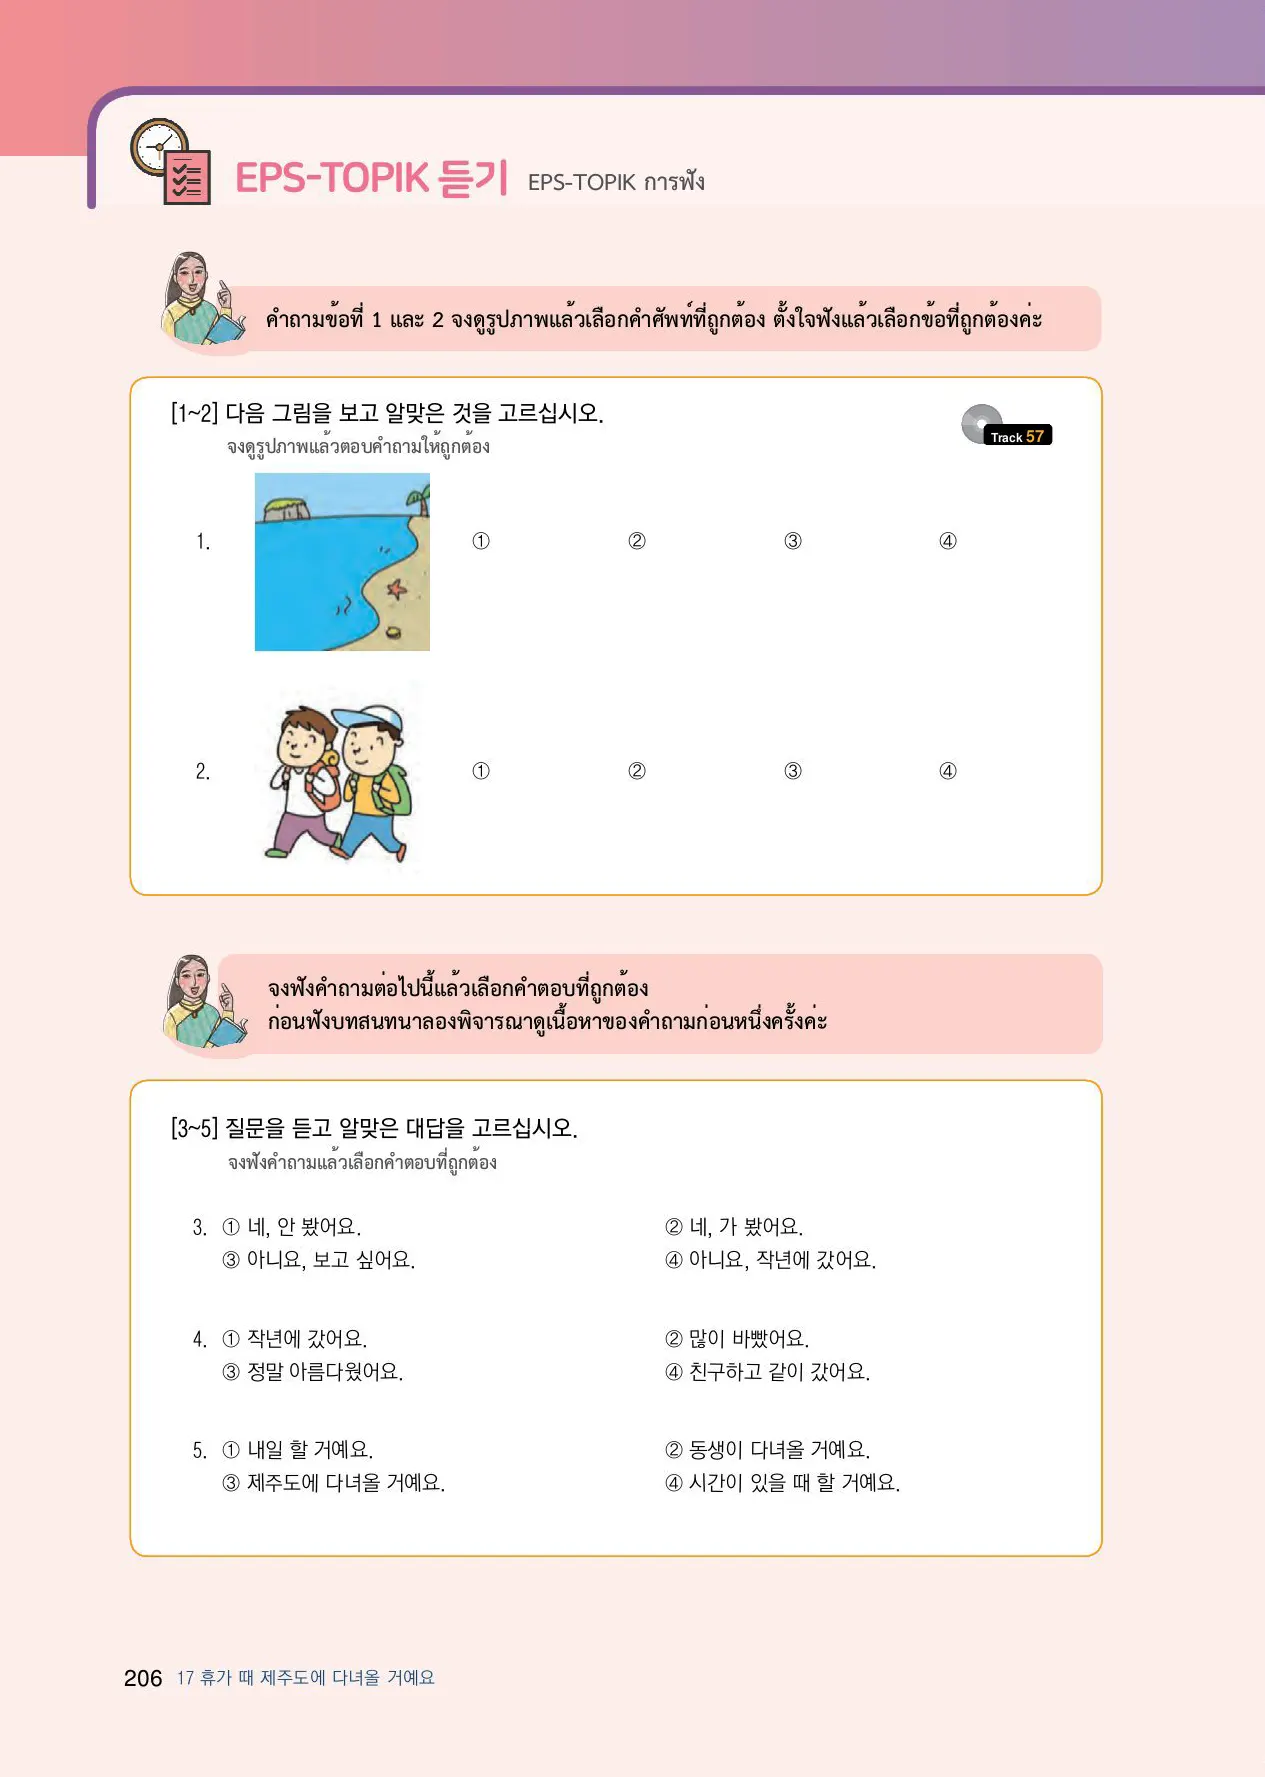 EPS-TOPIK 듣기 EPS-TOPIK การฟัง
คำถามข้อที่ 1 และ 2 จงดูรูปภาพแล้วเลือกคำศัพท์ที่ถูกต้อง ตั้งใจฟังแล้วเลือกข้อที่ถูกต้องค่ะ
[1~2] 다음 그림을 보고 알맞은 것을 고르십시오.
จงดูรูปภาพแล้วตอบคำถามให้ถูกต้อง
Track 57
1. ① ② ③ ④
2. ① ② ③ ④
จงฟังคำถามต่อไปนี้แล้วเลือกคำตอบที่ถูกต้อง
ก่อนฟังบทสนทนาลองพิจารณาดูเนื้อหาของคำถามก่อนหนึ่งครั้งค่ะ
[3~5] 질문을 듣고 알맞은 대답을 고르십시오.
จงฟังคำถามแล้วเลือกคำตอบที่ถูกต้อง
3. ① 네, 안 봤어요. ② 네, 가 봤어요.
③ 아니요, 보고 싶어요. ④ 아니요, 작년에 갔어요.
4. ① 작년에 갔어요. ② 많이 바빴어요.
③ 정말 아름다웠어요. ④ 친구하고 같이 갔어요.
5. ① 내일 할 거예요. ② 동생이 다녀올 거예요.
③ 제주도에 다녀올 거예요. ④ 시간이 있을 때 할 거예요.
206 17 휴가 때 제주도에 다녀올 거예요